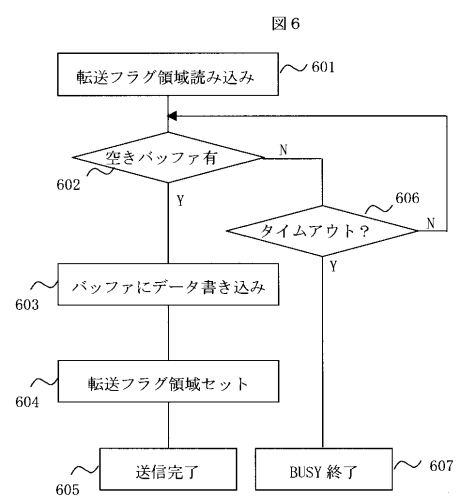 図6
転送フラグ領域読み込み
601
空きバッファ有
N
602
Y
606
タイムアウト?
N
Y
バッファにデータ書き込み
603
転送フラグ領域セット
604
送信完了
605
BUSY 終了
607